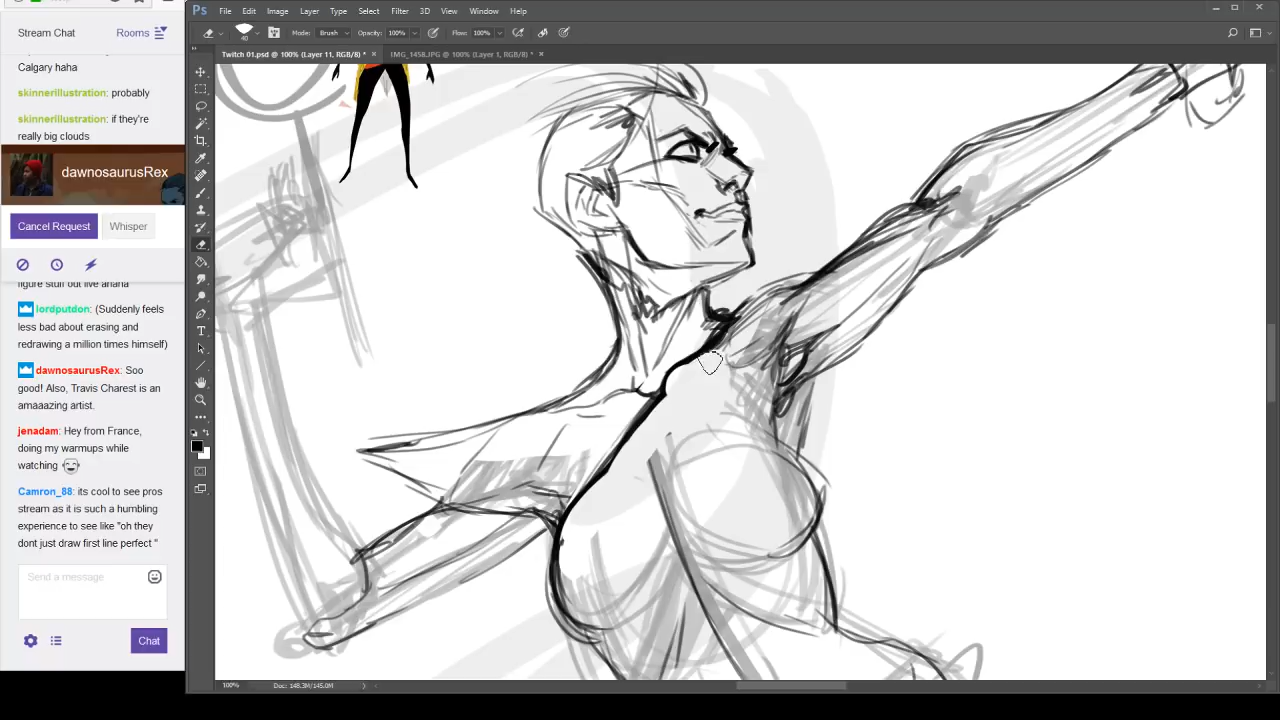 Ps File Edit Image Layer Type Select Filter 3D View Window Help
Mode: Brush Opacity: 100% Flow: 100%
40
Twitch 01.psd @ 100% (Layer 11, RGB/8) * × IMG_1458.JPG @ 100% (Layer 1, RGB/8) * ×
Stream Chat Rooms
Calgary haha
skinnerillustration: probably
skinnerillustration: if they're
really big clouds
dawnosaurusRex
Cancel Request Whisper
figure stuff out live ahaha
lordputdon: (Suddenly feels
less bad about erasing and
redrawing a million times himself)
dawnosaurusRex: Soo
good! Also, Travis Charest is an
amaaazing artist.
jenadam: Hey from France,
doing my warmups while
watching
Camron_88: its cool to see pros
stream as it is such a humbling
experience to see like "oh they
dont just draw first line perfect "
Send a message
Chat
100% Doc: 148.3M/145.0M